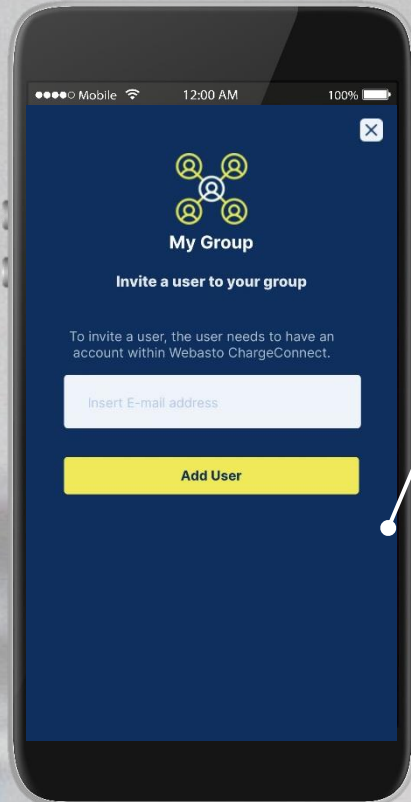 Mobile 12:00 AM 100%
My Group
Invite a user to your group
To invite a user, the user needs to have an
account within Webasto ChargeConnect.
Insert E-mail address
Add User